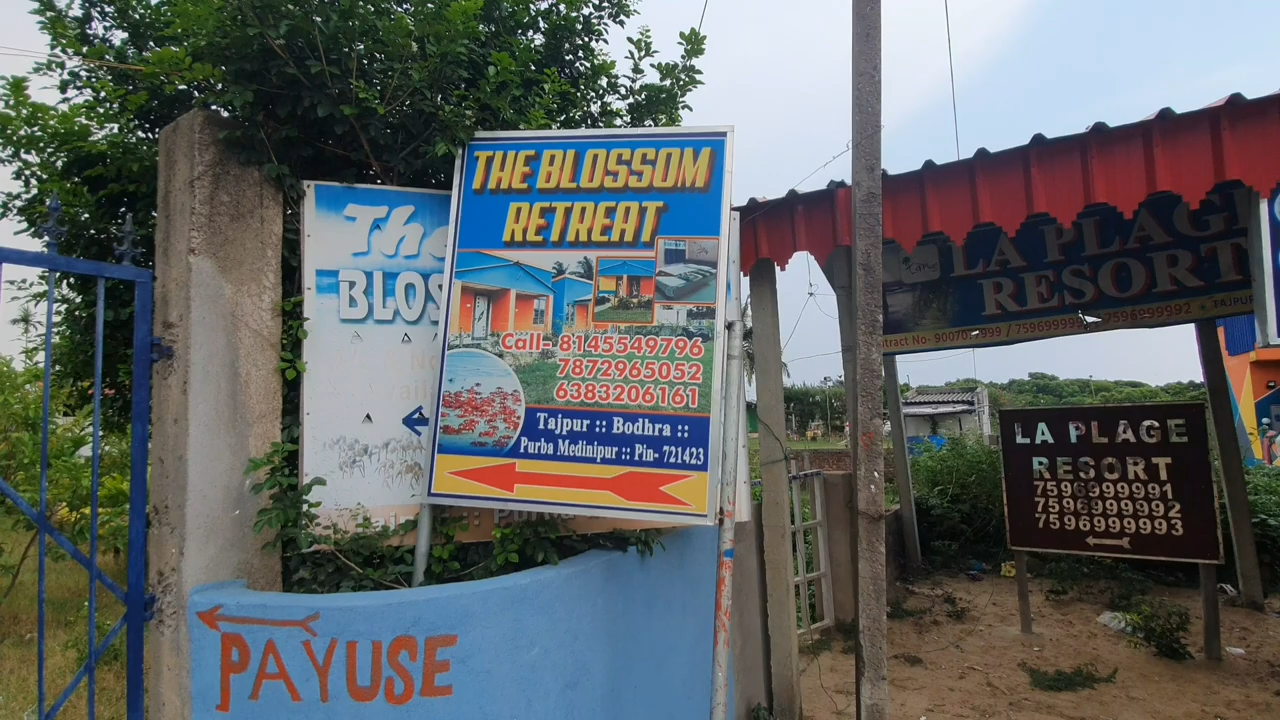 The
BLOS
THE BLOSSOM
RETREAT
Call- 8145549796
7872965052
6383206161
Tajpur :: Bodhra ::
Purba Medinipur :: Pin- 721423
PAYUSE
LA PLAGE
RESORT
7596999992 * TAJPUR
LA PLAGE
RESORT
7596999991
7596999992
7596999993